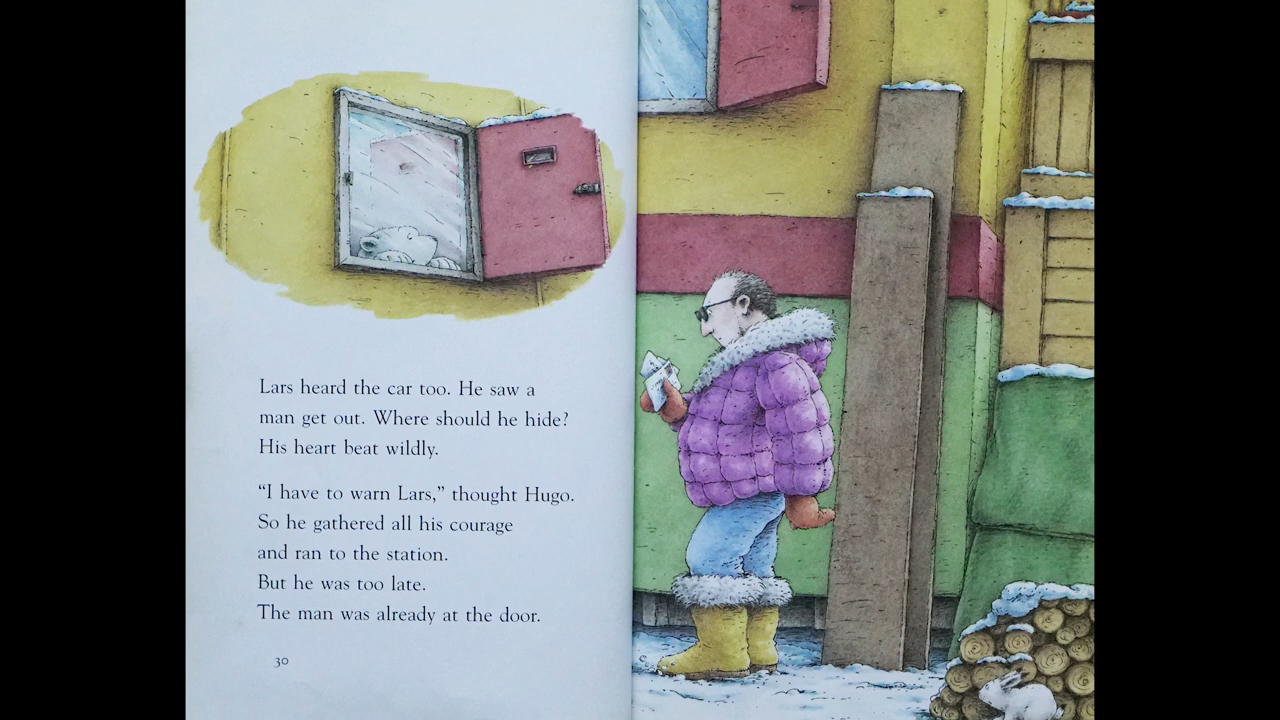 Lars heard the car too. He saw a
man get out. Where should he hide?
His heart beat wildly.
“I have to warn Lars,” thought Hugo.
So he gathered all his courage
and ran to the station.
But he was too late.
The man was already at the door.
30